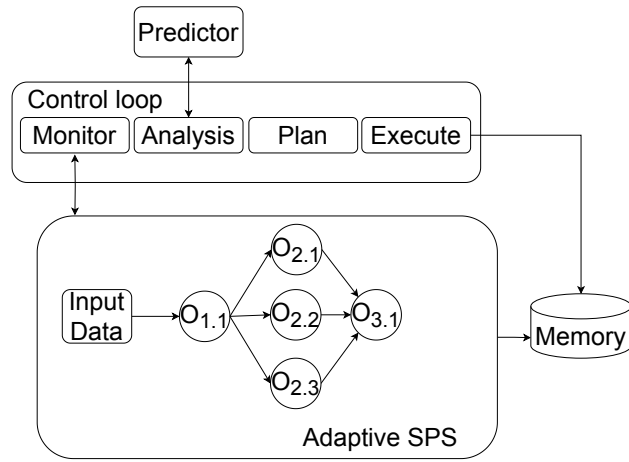 Predictor
Control loop
Monitor
Analysis
Plan
Execute
Input
Data
O1.1
O2.1
O2.2
O2.3
O3.1
Memory
Adaptive SPS